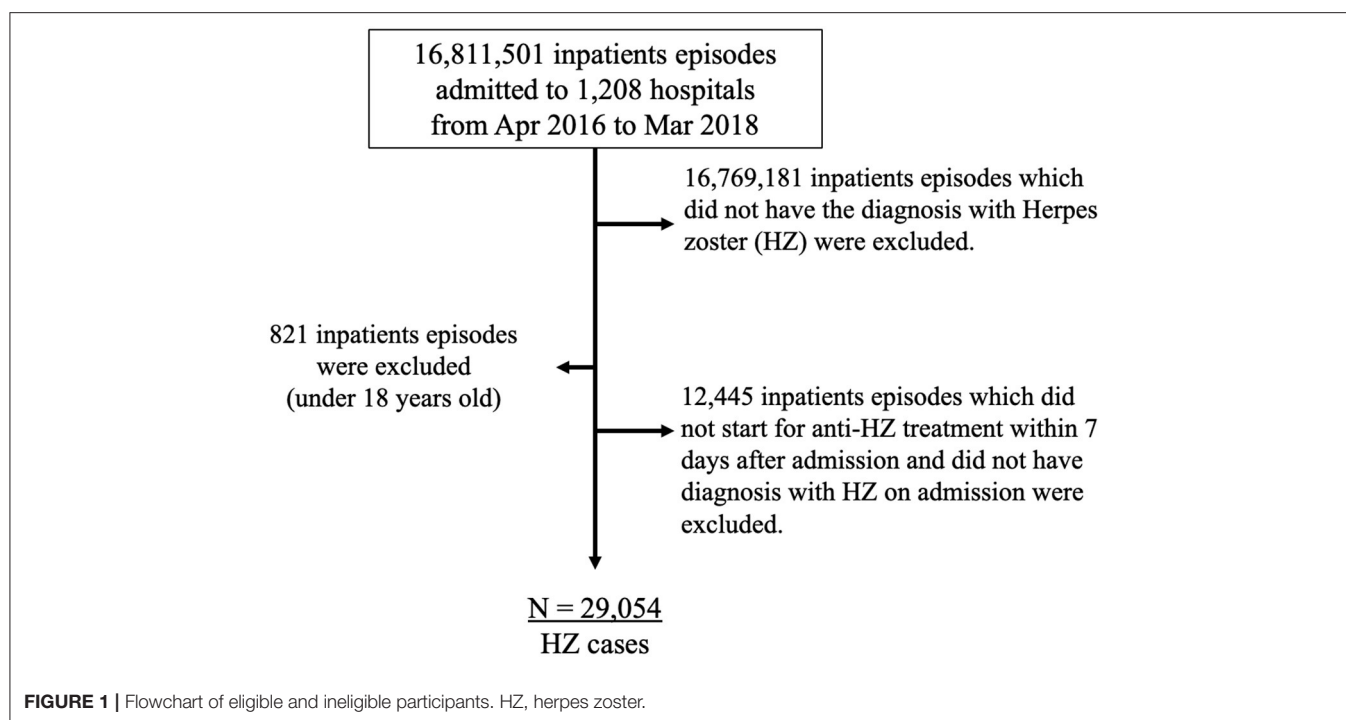 16,811,501 inpatients episodes
admitted to 1,208 hospitals
from Apr 2016 to Mar 2018
16,769,181 inpatients episodes which
did not have the diagnosis with Herpes
zoster (HZ) were excluded.
821 inpatients episodes
were excluded
(under 18 years old)
12,445 inpatients episodes which did
not start for anti-HZ treatment within 7
days after admission and did not have
diagnosis with HZ on admission were
excluded.
N = 29,054
HZ cases
FIGURE 1 | Flowchart of eligible and ineligible participants. HZ, herpes zoster.